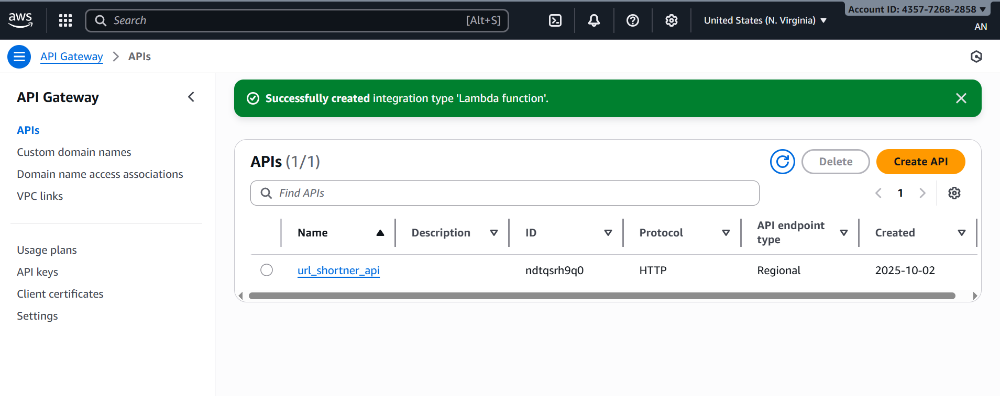 aws
Search
[Alt+S]
United States (N. Virginia)
Account ID: 4357-7268-2858
AN
API Gateway
APIs
API Gateway
APIs
Custom domain names
Domain name access associations
VPC links
Usage plans
API keys
Client certificates
Settings
Successfully created integration type 'Lambda function'.
APIs (1/1)
Delete
Create API
Find APIs
1
Name
Description
ID
Protocol
API endpoint
type
Created
url_shortner_api
ndtqsrh9q0
HTTP
Regional
2025-10-02